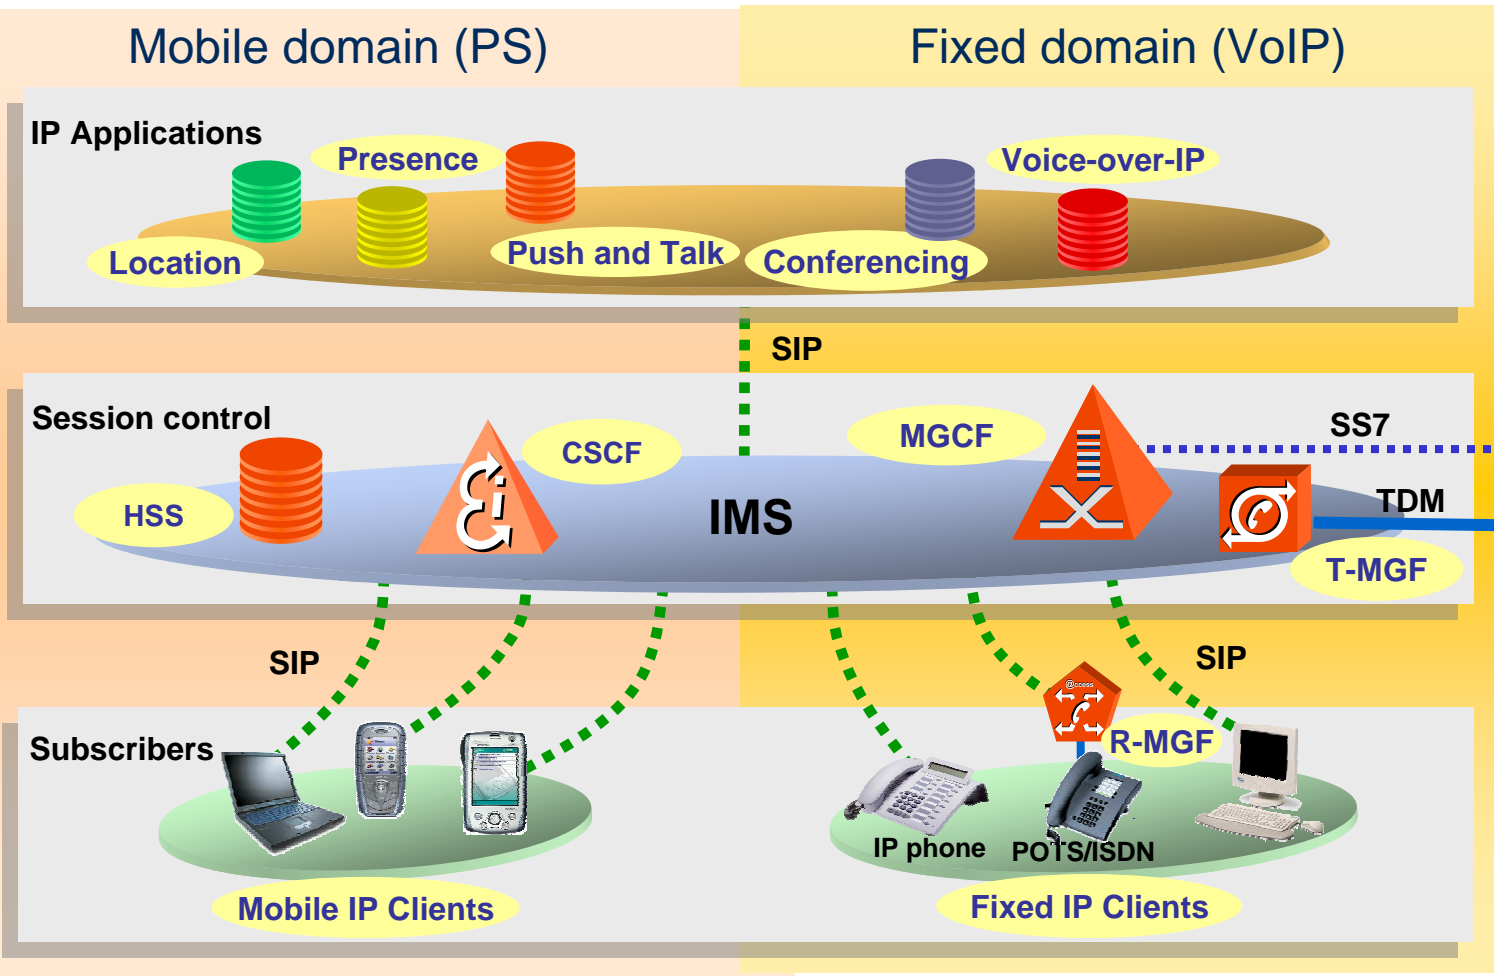 Mobile domain (PS)
Fixed domain (VoIP)
IP Applications
Presence
Voice-over-IP
Location
Push and Talk
Conferencing
SIP
Session control
CSCF
MGCF
SS7
HSS
IMS
TDM
T-MGF
SIP
SIP
@ccess
Subscribers
R-MGF
IP phone
POTS/ISDN
Mobile IP Clients
Fixed IP Clients